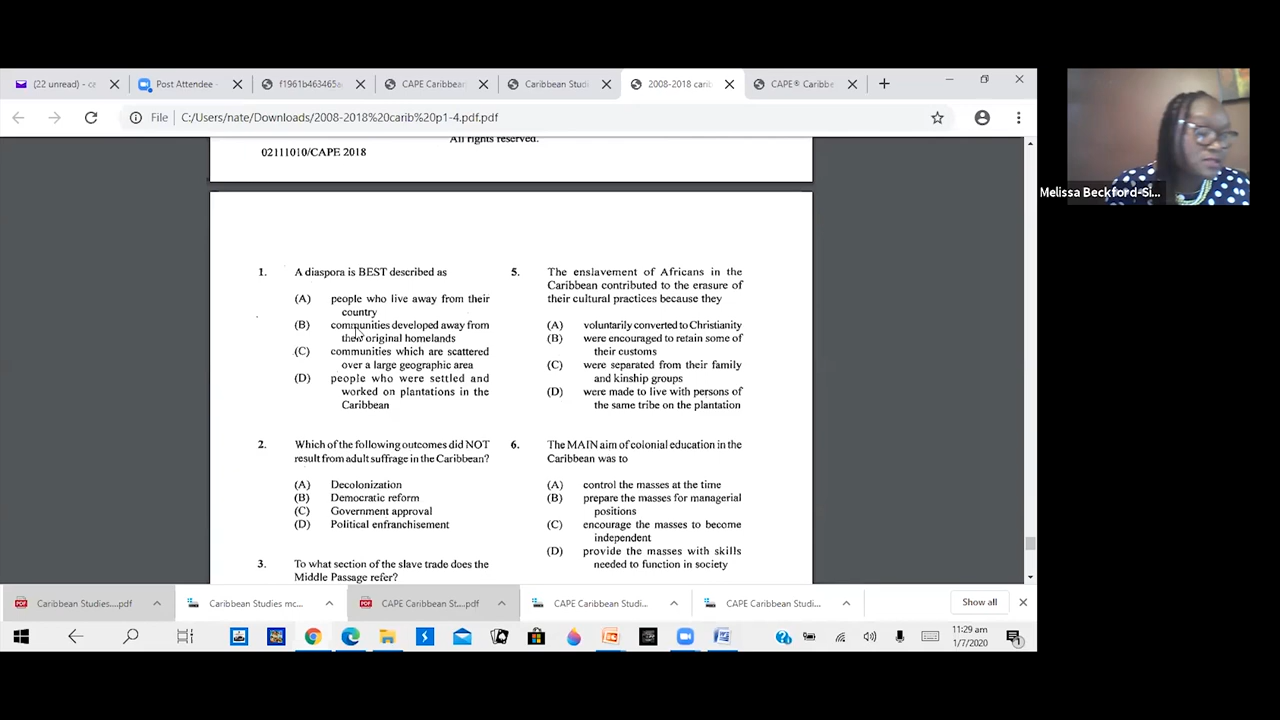 (22 unread) - ca
Post Attendee -
f1961b463465a
CAPE Caribbean
Caribbean Studi
2008-2018 carib
CAPE® Caribbe
File
C:/Users/nate/Downloads/2008-2018%20carib%20p1-4.pdf.pdf
All rights reserved.
02111010/CAPE 2018
1. A diaspora is BEST described as
(A) people who live away from their
country
(B) communities developed away from
their original homelands
(C) communities which are scattered
over a large geographic area
(D) people who were settled and
worked on plantations in the
Caribbean
2. Which of the following outcomes did NOT
result from adult suffrage in the Caribbean?
(A) Decolonization
(B) Democratic reform
(C) Government approval
(D) Political enfranchisement
3. To what section of the slave trade does the
Middle Passage refer?
5. The enslavement of Africans in the
Caribbean contributed to the erasure of
their cultural practices because they
(A) voluntarily converted to Christianity
(B) were encouraged to retain some of
their customs
(C) were separated from their family
and kinship groups
(D) were made to live with persons of
the same tribe on the plantation
6. The MAIN aim of colonial education in the
Caribbean was to
(A) control the masses at the time
(B) prepare the masses for managerial
positions
(C) encourage the masses to become
independent
(D) provide the masses with skills
needed to function in society
Melissa Beckford-Si...
Caribbean Studies....pdf
Caribbean Studies mc...
CAPE Caribbean St....pdf
CAPE Caribbean Studi...
CAPE Caribbean Studi...
Show all
11:29 am
1/7/2020